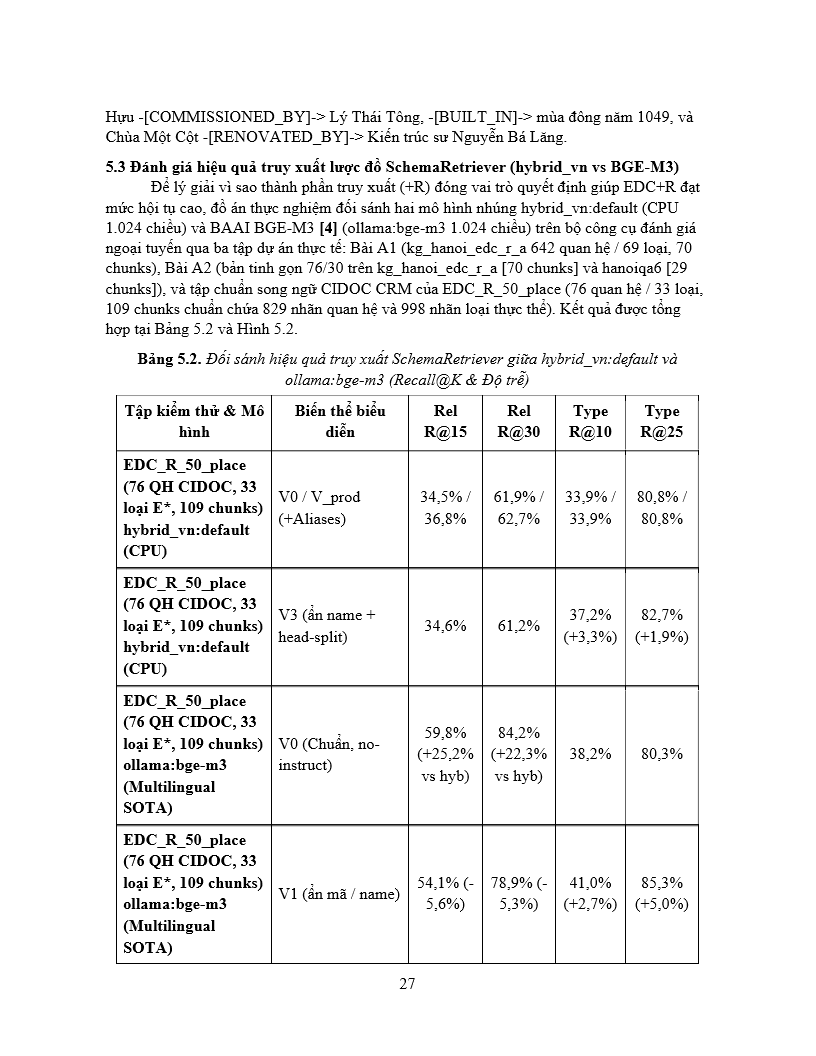 Hựu -[COMMISSIONED_BY]-> Lý Thái Tông, -[BUILT_IN]-> mùa đông năm 1049, và
Chùa Một Cột -[RENOVATED_BY]-> Kiến trúc sư Nguyễn Bá Lăng.
5.3 Đánh giá hiệu quả truy xuất lược đồ SchemaRetriever (hybrid_vn vs BGE-M3)
Để lý giải vì sao thành phần truy xuất (+R) đóng vai trò quyết định giúp EDC+R đạt
mức hội tụ cao, đồ án thực nghiệm đối sánh hai mô hình nhúng hybrid_vn:default (CPU
1.024 chiều) và BAAI BGE-M3 [4] (ollama:bge-m3 1.024 chiều) trên bộ công cụ đánh giá
ngoại tuyến qua ba tập dự án thực tế: Bài A1 (kg_hanoi_edc_r_a 642 quan hệ / 69 loại, 70
chunks), Bài A2 (bản tinh gọn 76/30 trên kg_hanoi_edc_r_a [70 chunks] và hanoiqa6 [29
chunks]), và tập chuẩn song ngữ CIDOC CRM của EDC_R_50_place (76 quan hệ / 33 loại,
109 chunks chuẩn chứa 829 nhãn quan hệ và 998 nhãn loại thực thể). Kết quả được tổng
hợp tại Bảng 5.2 và Hình 5.2.
Bảng 5.2. Đối sánh hiệu quả truy xuất SchemaRetriever giữa hybrid_vn:default và
ollama:bge-m3 (Recall@K & Độ trễ)
Tập kiểm thử & Mô
hình
Biến thể biểu
diễn
Rel
R@15
Rel
R@30
Type
R@10
Type
R@25
EDC_R_50_place
(76 QH CIDOC, 33
loại E*, 109 chunks)
hybrid_vn:default
(CPU)
V0 / V_prod
(+Aliases)
34,5% /
36,8%
61,9% /
62,7%
33,9% /
33,9%
80,8% /
80,8%
EDC_R_50_place
(76 QH CIDOC, 33
loại E*, 109 chunks)
hybrid_vn:default
(CPU)
V3 (ẩn name +
head-split)
34,6%
61,2%
37,2%
(+3,3%)
82,7%
(+1,9%)
EDC_R_50_place
(76 QH CIDOC, 33
loại E*, 109 chunks)
ollama:bge-m3
(Multilingual
SOTA)
V0 (Chuẩn, no-
instruct)
59,8%
(+25,2%
vs hyb)
84,2%
(+22,3%
vs hyb)
38,2%
80,3%
EDC_R_50_place
(76 QH CIDOC, 33
loại E*, 109 chunks)
ollama:bge-m3
(Multilingual
SOTA)
V1 (ẩn mã / name)
54,1% (-
5,6%)
78,9% (-
5,3%)
41,0%
(+2,7%)
85,3%
(+5,0%)
27